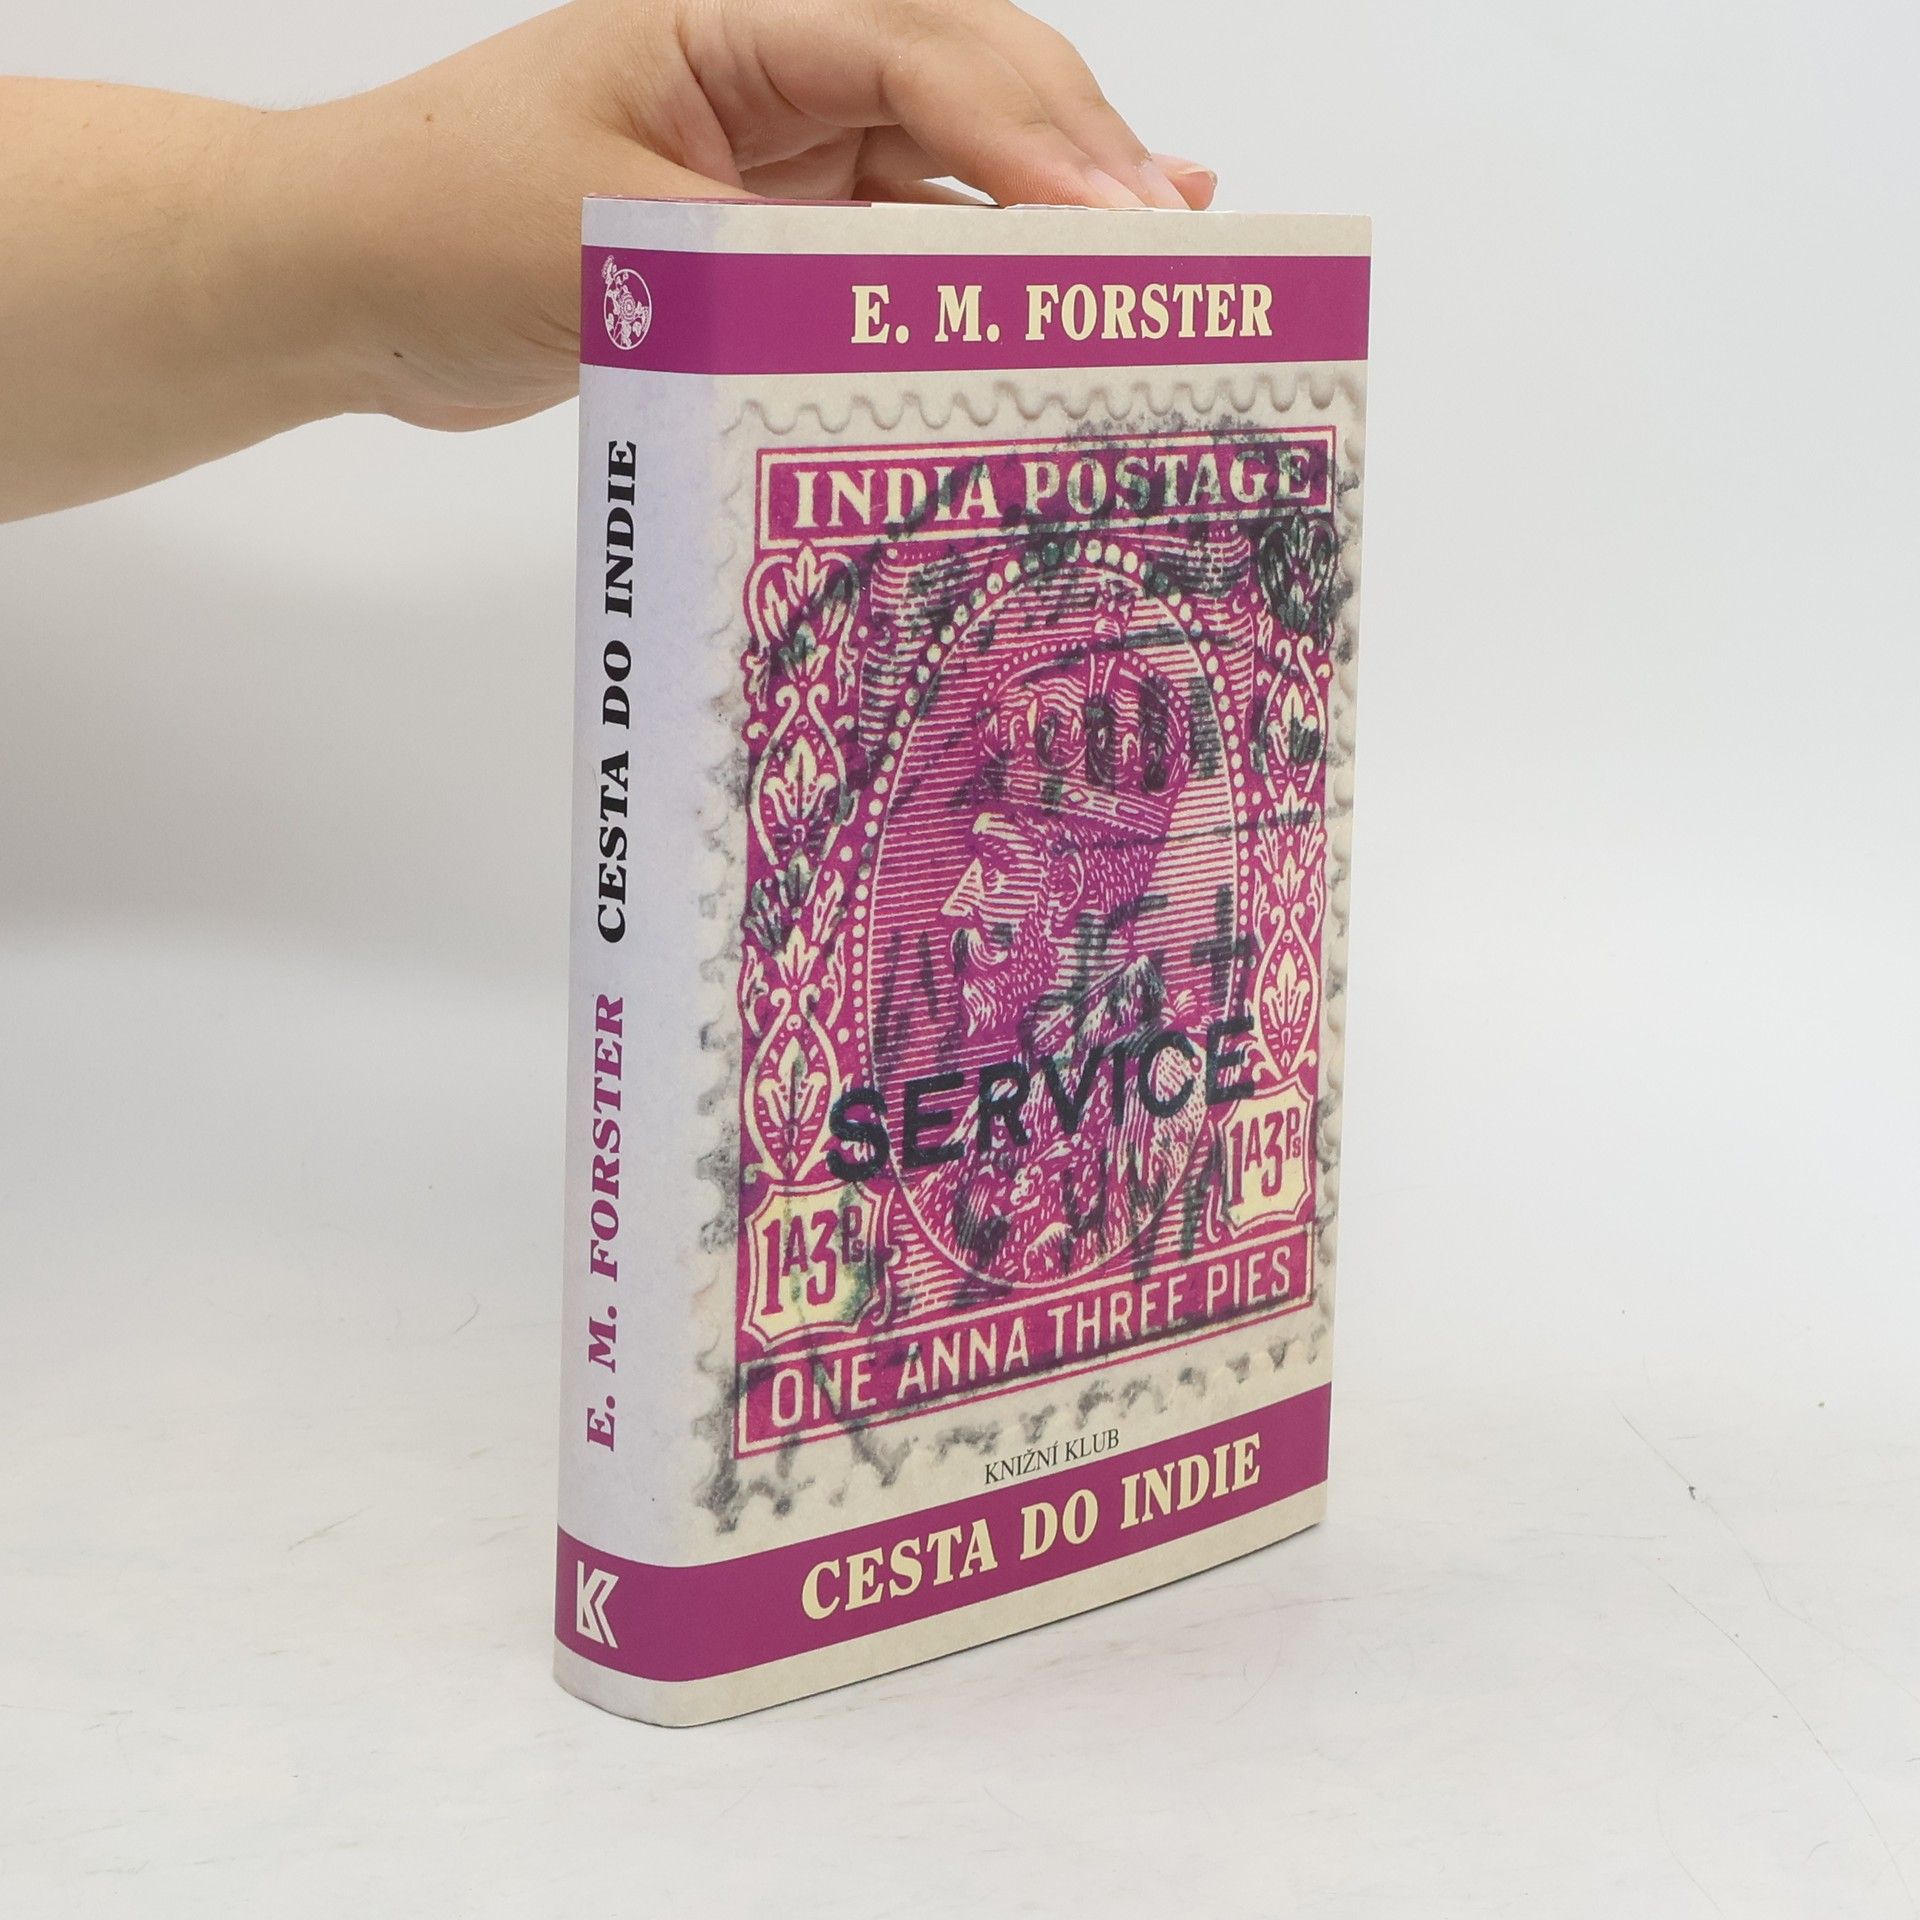 E. M. FORSTER CESTA DO INDIE
E. M. FORSTER
INDIA POSTAGE
SERVICE
1A3Ps
1A3Ps
ONE ANNA THREE PIES
KNIŽNÍ KLUB
CESTA DO INDIE